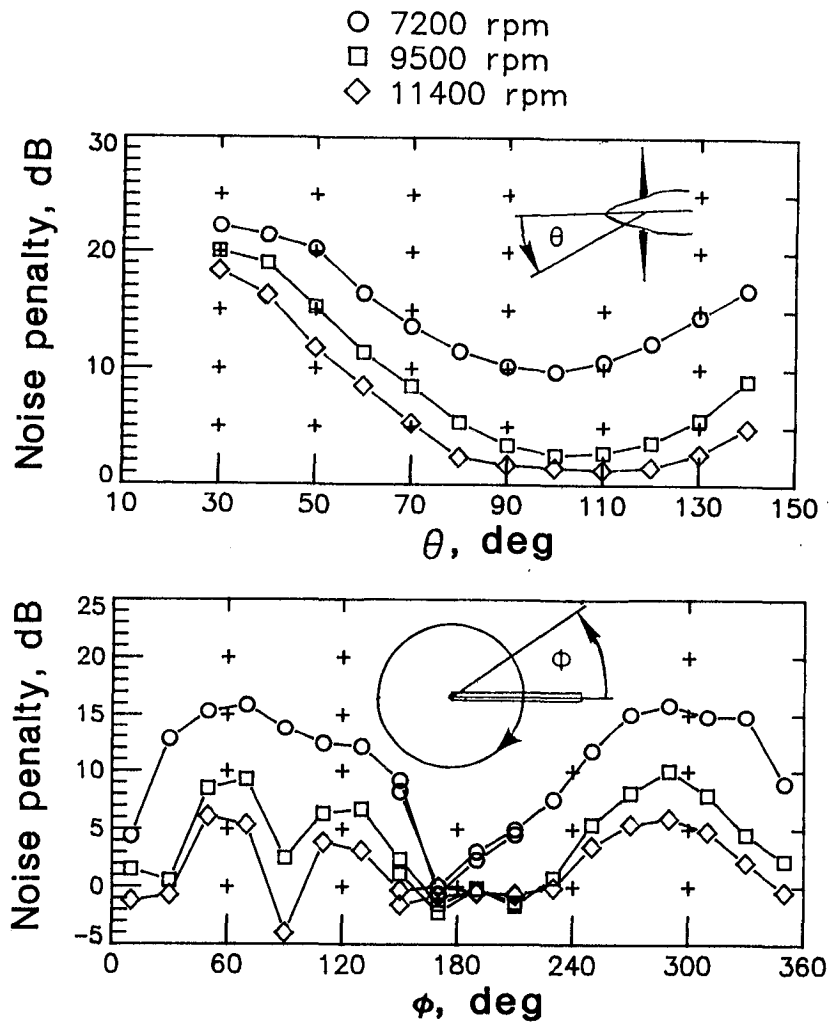 7200 rpm
9500 rpm
11400 rpm
Noise penalty, dB
30
20
10
0
θ
10 30 50 70 90 110 130 150
θ, deg
Noise penalty, dB
25
20
15
10
5
0
-5
Φ
0 60 120 180 240 300 360
ϕ, deg